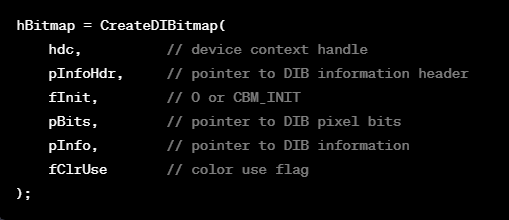 hBitmap = CreateDIBitmap(
    hdc,          // device context handle
    pInfoHdr,     // pointer to DIB information header
    fInit,        // 0 or CBM_INIT
    pBits,        // pointer to DIB pixel bits
    pInfo,        // pointer to DIB information
    fClrUse       // color use flag
);